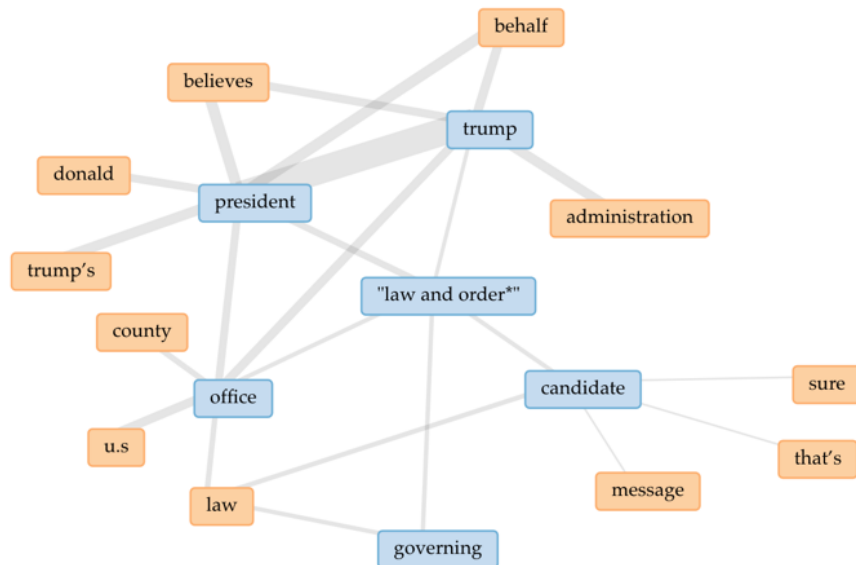 behalf
believes
trump
donald
president
administration
trump’s
"law and order*"
county
office
candidate
sure
u.s
that’s
message
law
governing